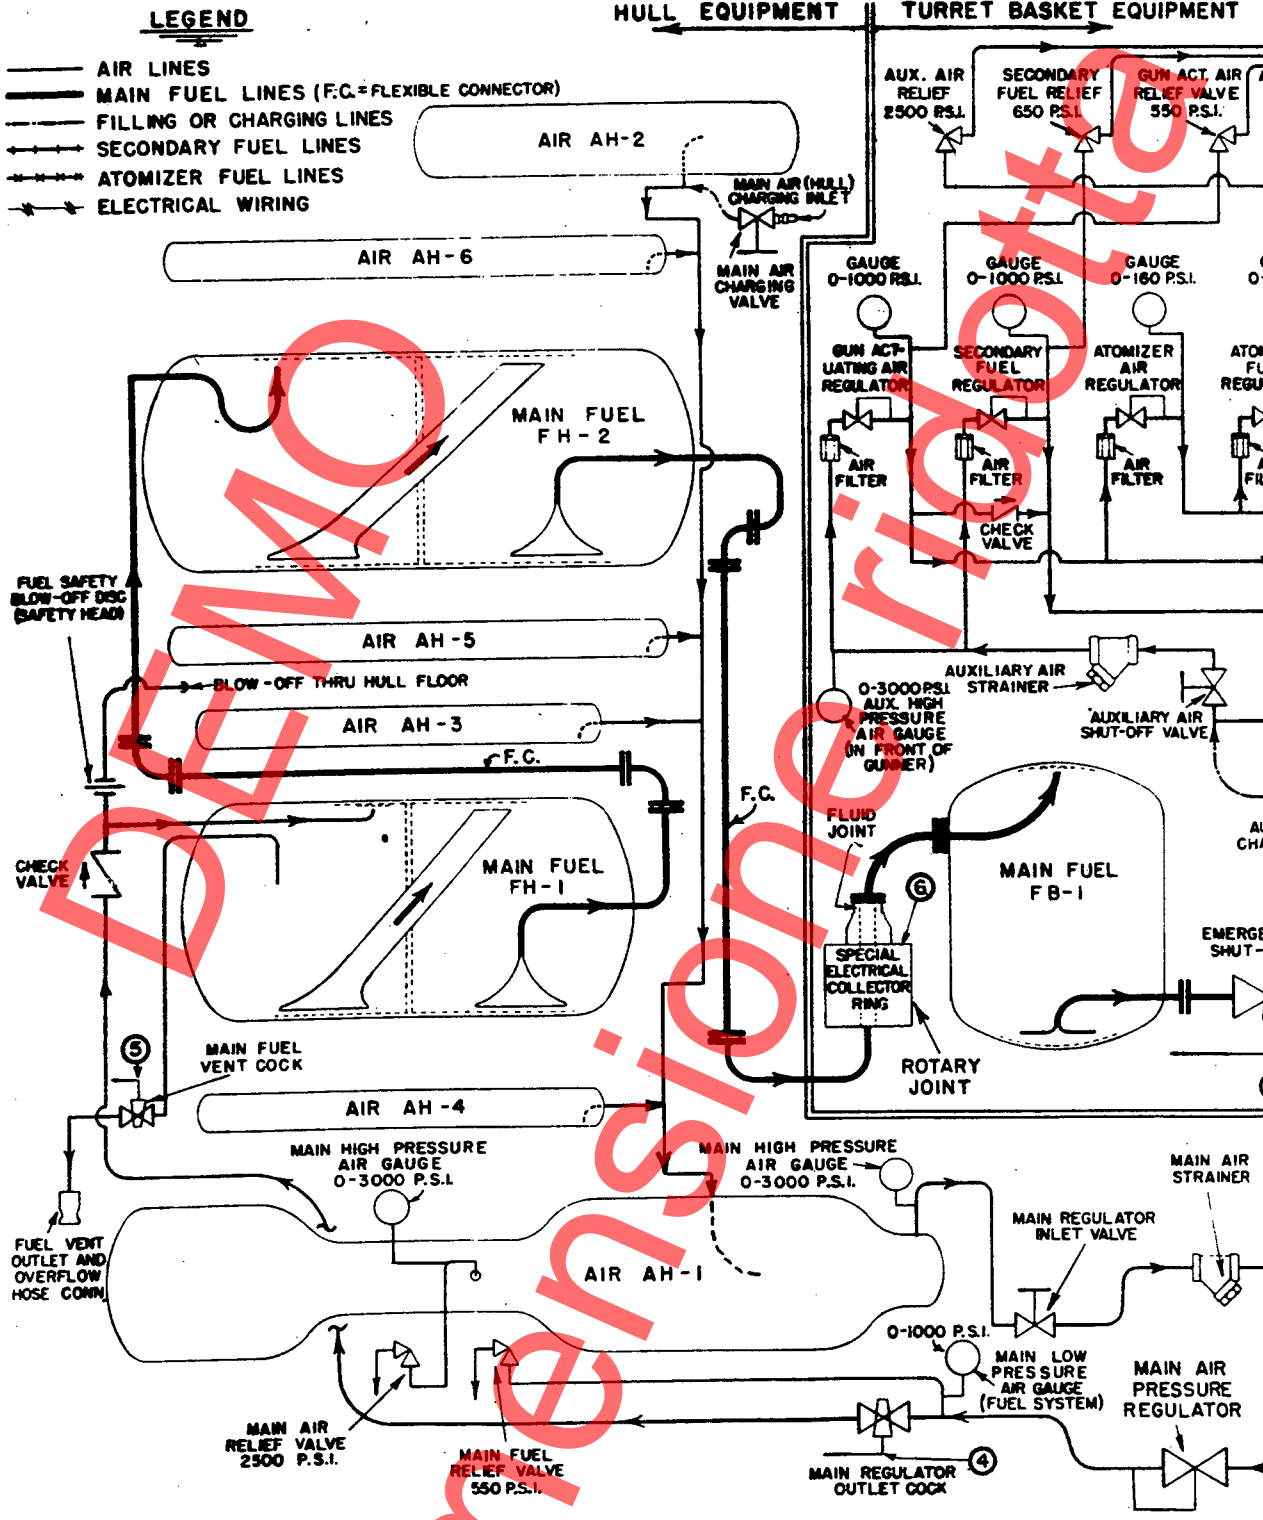 LEGEND
AIR LINES
MAIN FUEL LINES (F.C.=FLEXIBLE CONNECTOR)
FILLING OR CHARGING LINES
SECONDARY FUEL LINES
ATOMIZER FUEL LINES
ELECTRICAL WIRING
HULL EQUIPMENT
TURRET BASKET EQUIPMENT
AUX. AIR
RELIEF
2500 P.S.I.
SECONDARY
FUEL RELIEF
650 P.S.I.
GUN ACT. AIR
RELIEF VALVE
550 P.S.I.
AIR AH-2
MAIN AIR (HULL)
CHARGING INLET
MAIN AIR
CHARGING
VALVE
AIR AH-6
GAUGE
0-1000 P.S.I.
GAUGE
0-1000 P.S.I.
GAUGE
0-160 P.S.I.
GUN ACT-
UATING AIR
REGULATOR
SECONDARY
FUEL
REGULATOR
ATOMIZER
AIR
REGULATOR
MAIN FUEL
FH-2
AIR
FILTER
AIR
FILTER
AIR
FILTER
CHECK
VALVE
FUEL SAFETY
BLOW-OFF DISC
(SAFETY HEAD)
AIR AH-5
BLOW-OFF THRU HULL FLOOR
AIR AH-3
F.C.
AUXILIARY AIR
STRAINER
0-3000 P.S.I.
AUX. HIGH
PRESSURE
AIR GAUGE
(IN FRONT OF
GUNNER)
AUXILIARY AIR
SHUT-OFF VALVE
F.C.
FLUID
JOINT
CHECK
VALVE
MAIN FUEL
FH-1
MAIN FUEL
FB-1
6
SPECIAL
ELECTRICAL
COLLECTOR
RING
EMERGE
SHUT-
5
MAIN FUEL
VENT COCK
ROTARY
JOINT
AIR AH-4
MAIN HIGH PRESSURE
AIR GAUGE
0-3000 P.S.I.
MAIN HIGH PRESSURE
AIR GAUGE
0-3000 P.S.I.
MAIN AIR
STRAINER
MAIN REGULATOR
INLET VALVE
FUEL VENT
OUTLET AND
OVERFLOW
HOSE CONN.
AIR AH-1
0-1000 P.S.I.
MAIN LOW
PRESSURE
AIR GAUGE
(FUEL SYSTEM)
MAIN AIR
PRESSURE
REGULATOR
MAIN AIR
RELIEF VALVE
2500 P.S.I.
MAIN FUEL
RELIEF VALVE
550 P.S.I.
MAIN REGULATOR
OUTLET COCK
4
DEMO
mensione ridotta